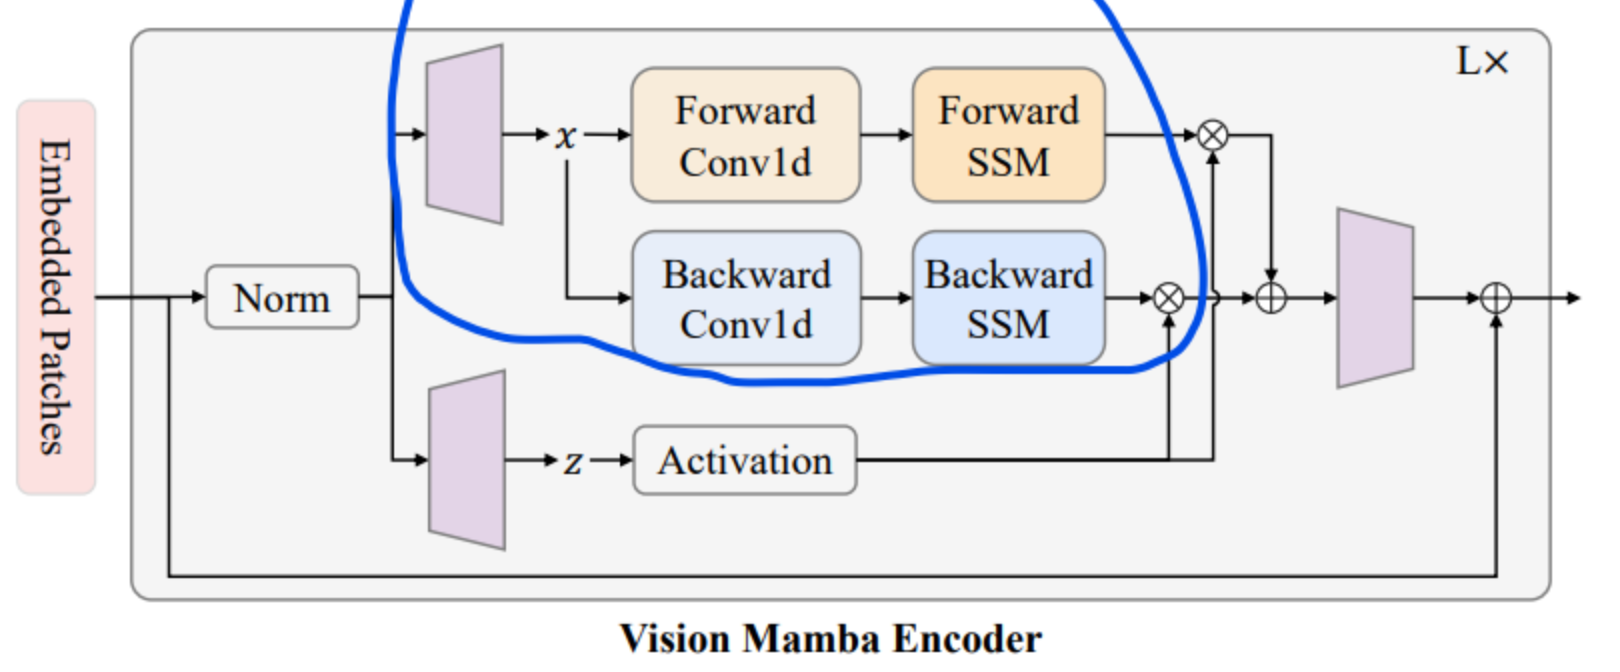 L×
Embedded Patches
Norm
x
Forward
Conv1d
Forward
SSM
Backward
Conv1d
Backward
SSM
z
Activation
Vision Mamba Encoder